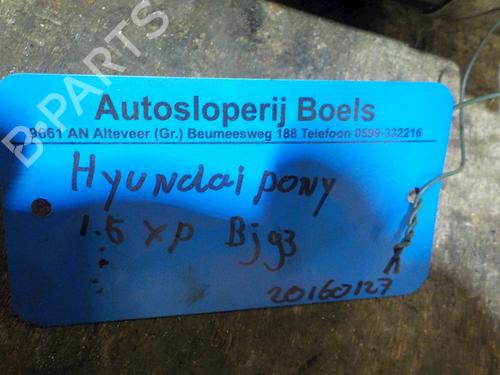 B-PARTS
Autosloperij Boels
9661 AN Alteveer (Gr.) Beumeesweg 188 Telefoon 0599-332216
Hyundai pony
1.5 XP Bj93
20160127